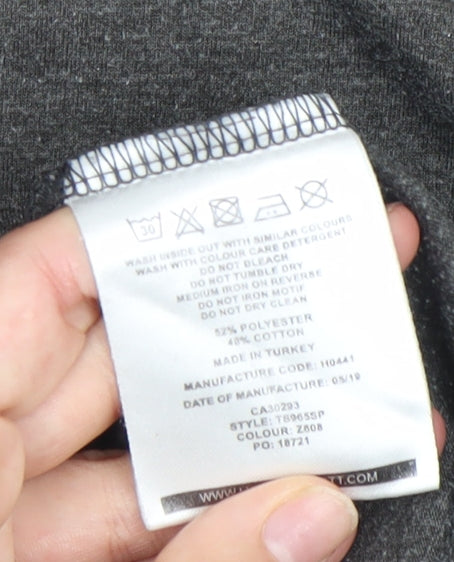 30
WASH INSIDE OUT WITH SIMILAR COLOURS
WASH WITH COLOUR CARE DETERGENT
DO NOT BLEACH
DO NOT TUMBLE DRY
MEDIUM IRON ON REVERSE
DO NOT IRON MOTIF
DO NOT DRY CLEAN
52% POLYESTER
48% COTTON
MADE IN TURKEY
MANUFACTURE CODE: H0441
DATE OF MANUFACTURE: 05/19
CA30293
STYLE: TS965SP
COLOUR: Z808
PO: 18721